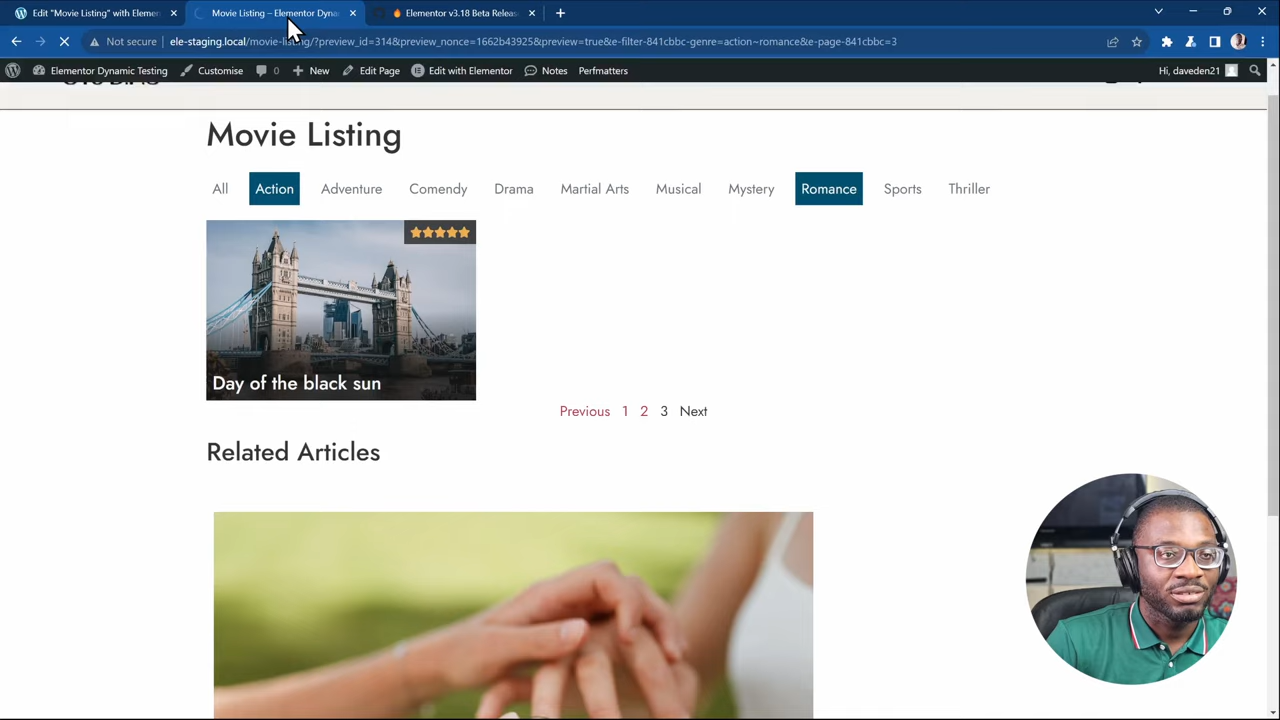 Edit "Movie Listing" with Elemen
Movie Listing – Elementor Dyna
Elementor v3.18 Beta Releas
Not secure
ele-staging.local/movie-listing/?preview_id=314&preview_nonce=1662b43925&preview=true&e-filter-841cbbc-genre=action~romance&e-page-841cbbc=3
Elementor Dynamic Testing
Customise
0
New
Edit Page
Edit with Elementor
Notes
Perfmatters
Hi, daveden21
Movie Listing
All
Action
Adventure
Comendy
Drama
Martial Arts
Musical
Mystery
Romance
Sports
Thriller
Day of the black sun
Previous 1 2 3 Next
Related Articles